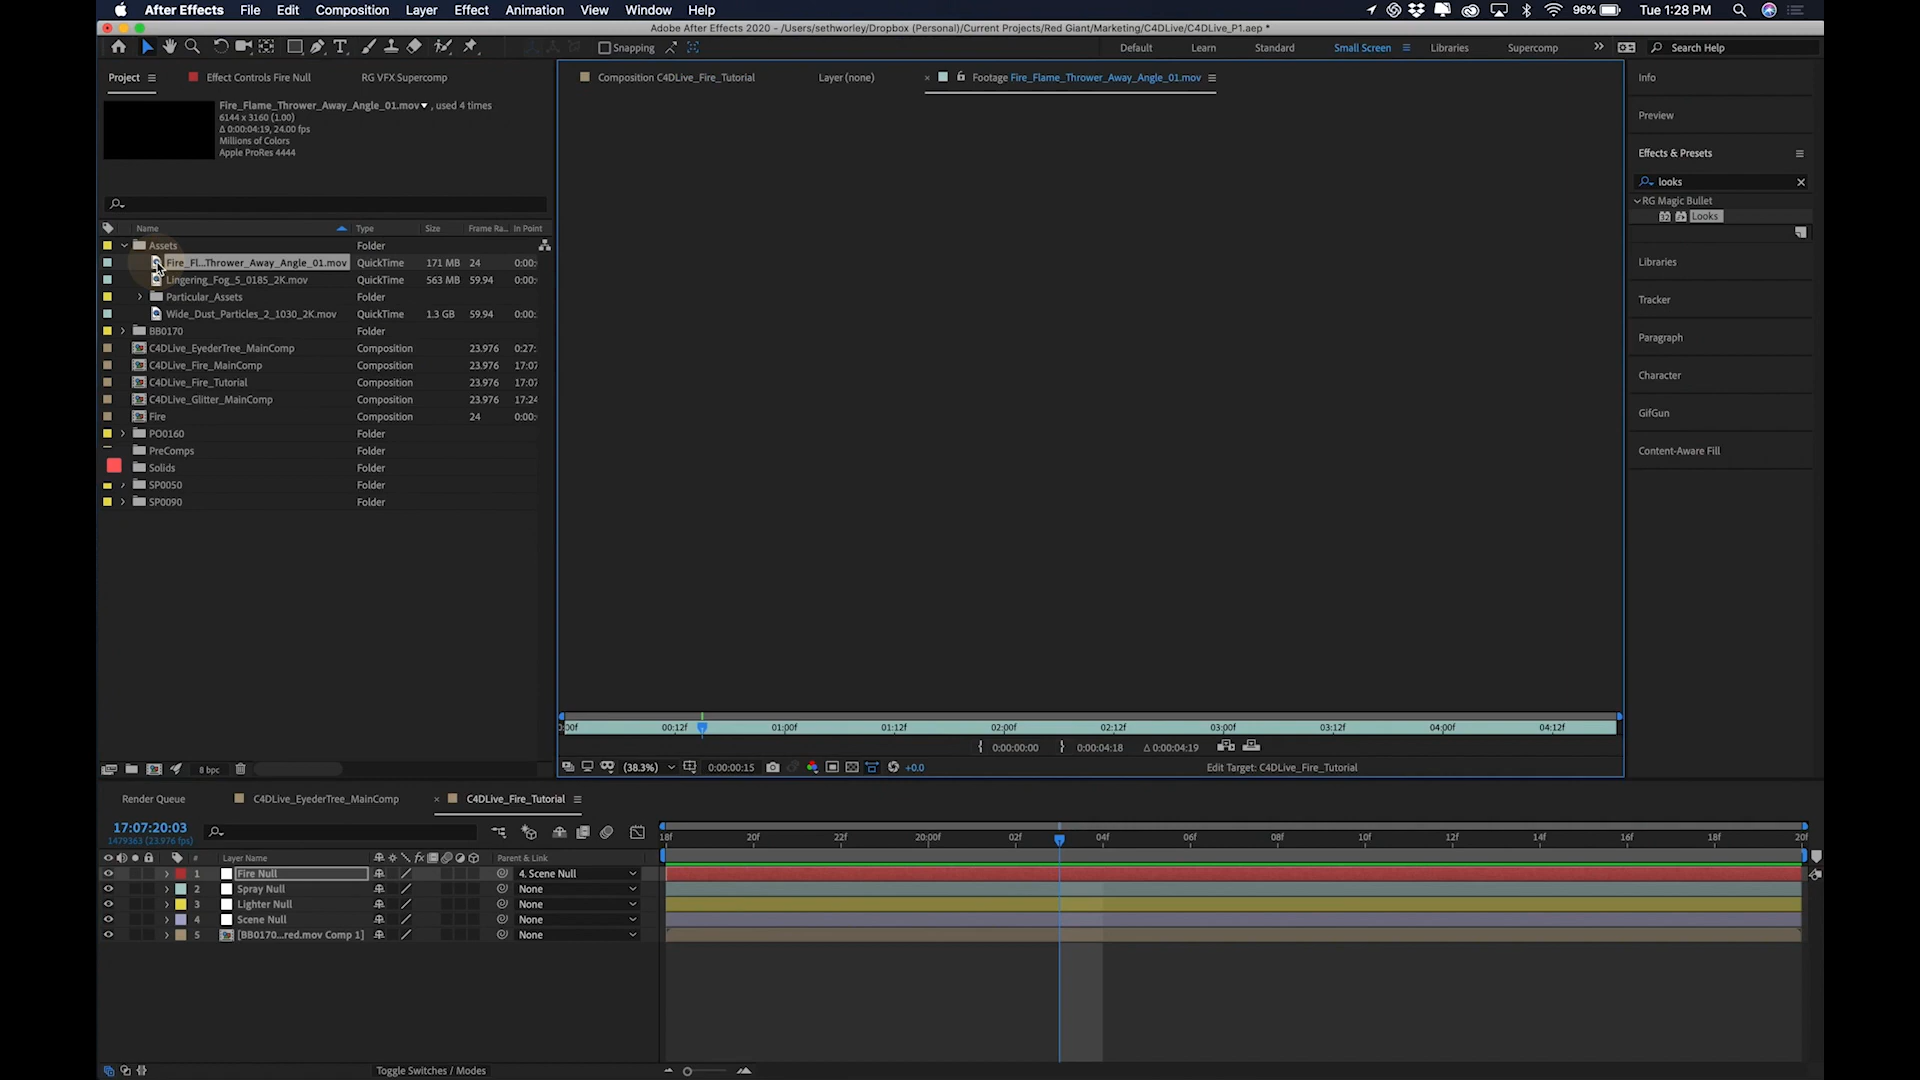 After Effects File Edit Composition Layer Effect Animation View Window Help 96% Tue 1:28 PM
Adobe After Effects 2020 - /Users/sethworley/Dropbox (Personal)/Current Projects/Red Giant/Marketing/C4DLive/C4DLive_P1.aep *
Snapping Default Learn Standard Small Screen Libraries Supercomp Search Help
Project Effect Controls Fire Null RG VFX Supercomp Composition C4DLive_Fire_Tutorial Layer (none) Footage Fire_Flame_Thrower_Away_Angle_01.mov Info
Fire_Flame_Thrower_Away_Angle_01.mov , used 4 times
6144 x 3160 (1.00)
Δ 0:00:04:19, 24.00 fps
Millions of Colors
Apple ProRes 4444
Preview
Effects & Presets
looks
RG Magic Bullet
32 Looks
Libraries
Tracker
Paragraph
Character
GifGun
Content-Aware Fill
Name Type Size Frame Ra... In Point
Assets Folder
Fire_Fl...Thrower_Away_Angle_01.mov QuickTime 171 MB 24 0:00:
Lingering_Fog_5_0185_2K.mov QuickTime 563 MB 59.94 0:00:
Particular_Assets Folder
Wide_Dust_Particles_2_1030_2K.mov QuickTime 1.3 GB 59.94 0:00:
BB0170 Folder
C4DLive_EyederTree_MainComp Composition 23.976 0:27:
C4DLive_Fire_MainComp Composition 23.976 17:07
C4DLive_Fire_Tutorial Composition 23.976 17:07
C4DLive_Glitter_MainComp Composition 23.976 17:24
Fire Composition 24 0:00:
PO0160 Folder
PreComps Folder
Solids Folder
SP0050 Folder
SP0090 Folder
:00f 00:12f 01:00f 01:12f 02:00f 02:12f 03:00f 03:12f 04:00f 04:12f
0:00:00:00 0:00:04:18 Δ 0:00:04:19
8 bpc (38.3%) 0:00:00:15 +0.0 Edit Target: C4DLive_Fire_Tutorial
Render Queue C4DLive_EyederTree_MainComp C4DLive_Fire_Tutorial
17:07:20:03
1479363 (23.976 fps)
18f 20f 22f 20:00f 02f 04f 06f 08f 10f 12f 14f 16f 18f 20f
# Layer Name fx Parent & Link
1 Fire Null 4. Scene Null
2 Spray Null None
3 Lighter Null None
4 Scene Null None
5 [BB0170...red.mov Comp 1] None
Toggle Switches / Modes